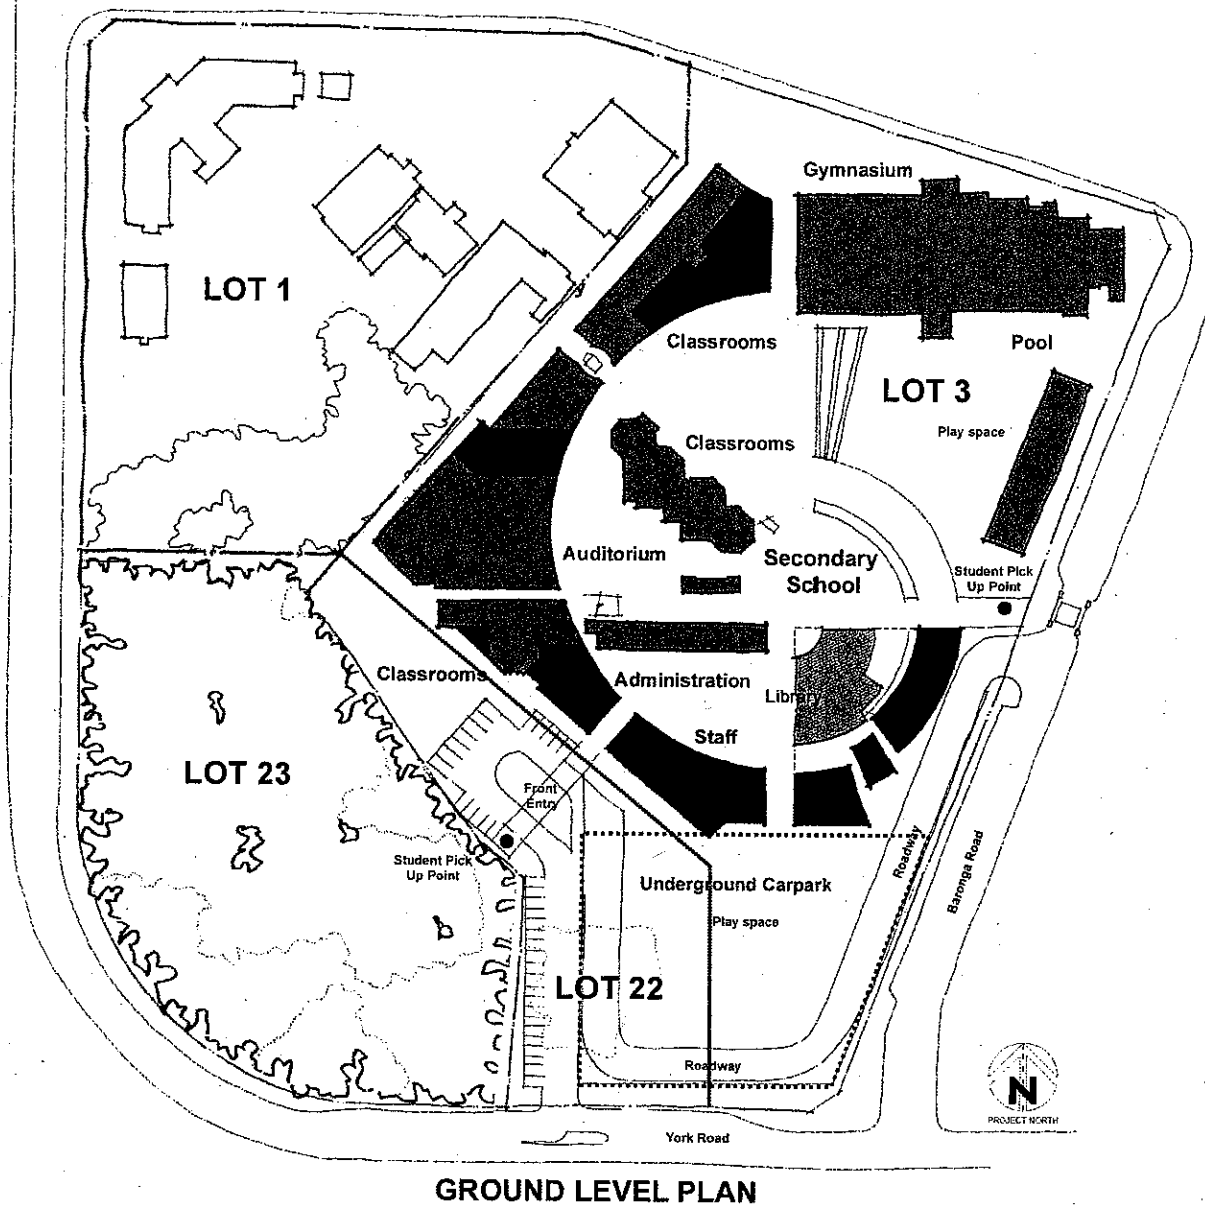 Gymnasium
LOT 1
Classrooms
Pool
LOT 3
Play space
Classrooms
Auditorium
Secondary
School
Student Pick
Up Point
Classrooms
Administration
Library
Staff
LOT 23
Front
Entry
Student Pick
Up Point
Roadway
Baronga Road
Underground Carpark
Play space
LOT 22
Roadway
N
PROJECT NORTH
York Road
GROUND LEVEL PLAN